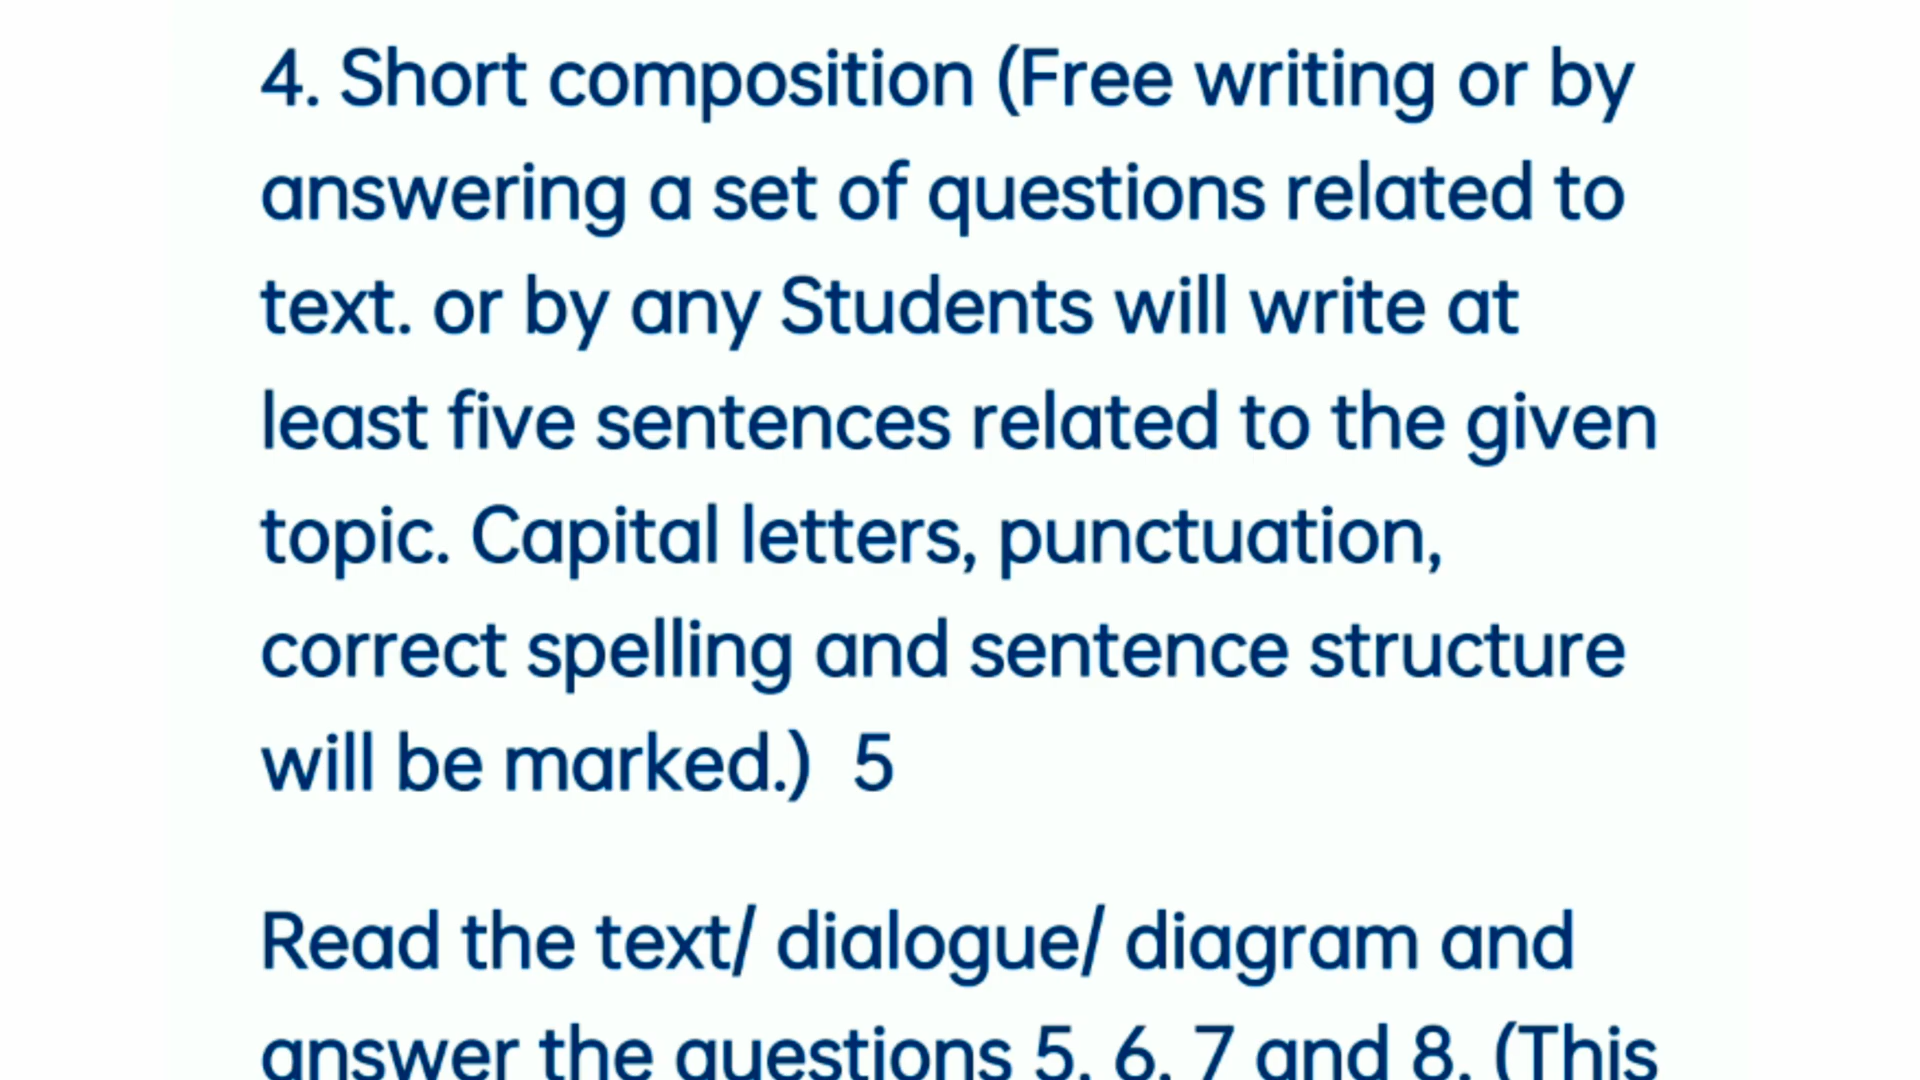 4. Short composition (Free writing or by
answering a set of questions related to
text. or by any Students will write at
least five sentences related to the given
topic. Capital letters, punctuation,
correct spelling and sentence structure
will be marked.) 5
Read the text/ dialogue/ diagram and
answer the questions 5, 6, 7 and 8. (This